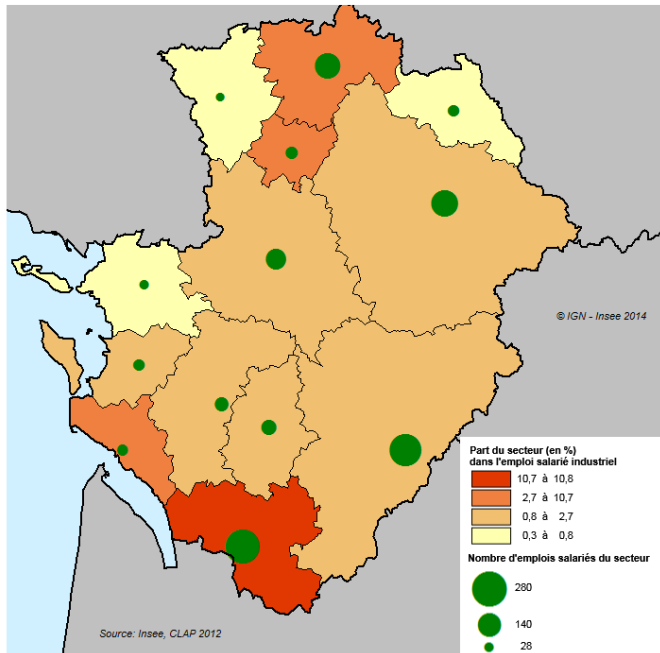 © IGN - Insee 2014
Part du secteur (en %)
dans l'emploi salarié industriel
10,7 à 10,8
2,7 à 10,7
0,8 à 2,7
0,3 à 0,8
Nombre d'emplois salariés du secteur
280
140
28
Source: Insee, CLAP 2012